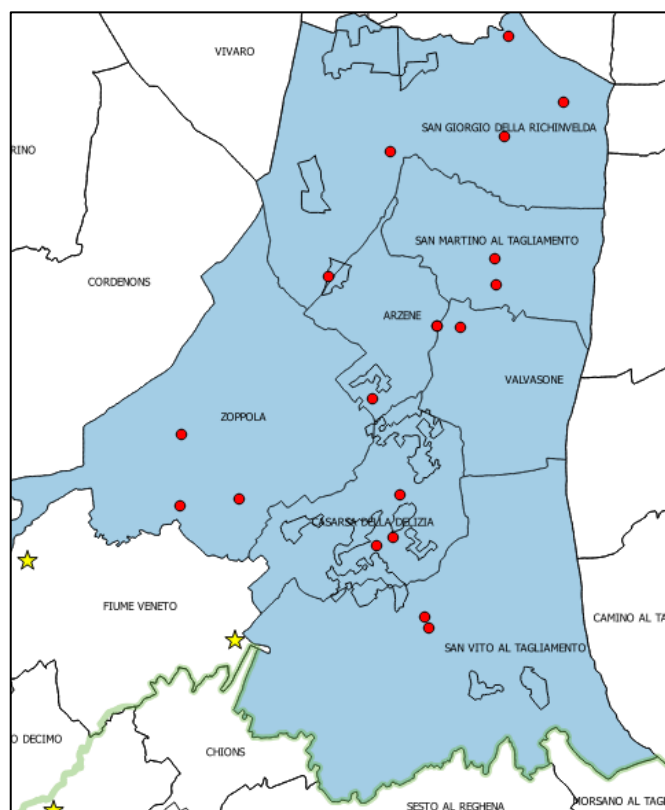 VIVARO
SAN GIORGIO DELLA RICHINVELDA
RINO
SAN MARTINO AL TAGLIAMENTO
CORDENONS
ARZENE
VALVASONE
ZOPPOLA
CASARSA DELLA DELIZIA
FIUME VENETO
CAMINO AL TA
SAN VITO AL TAGLIAMENTO
O DECIMO
CHIONS
SESTO AL REGHENA
MORSANO AL TAGL